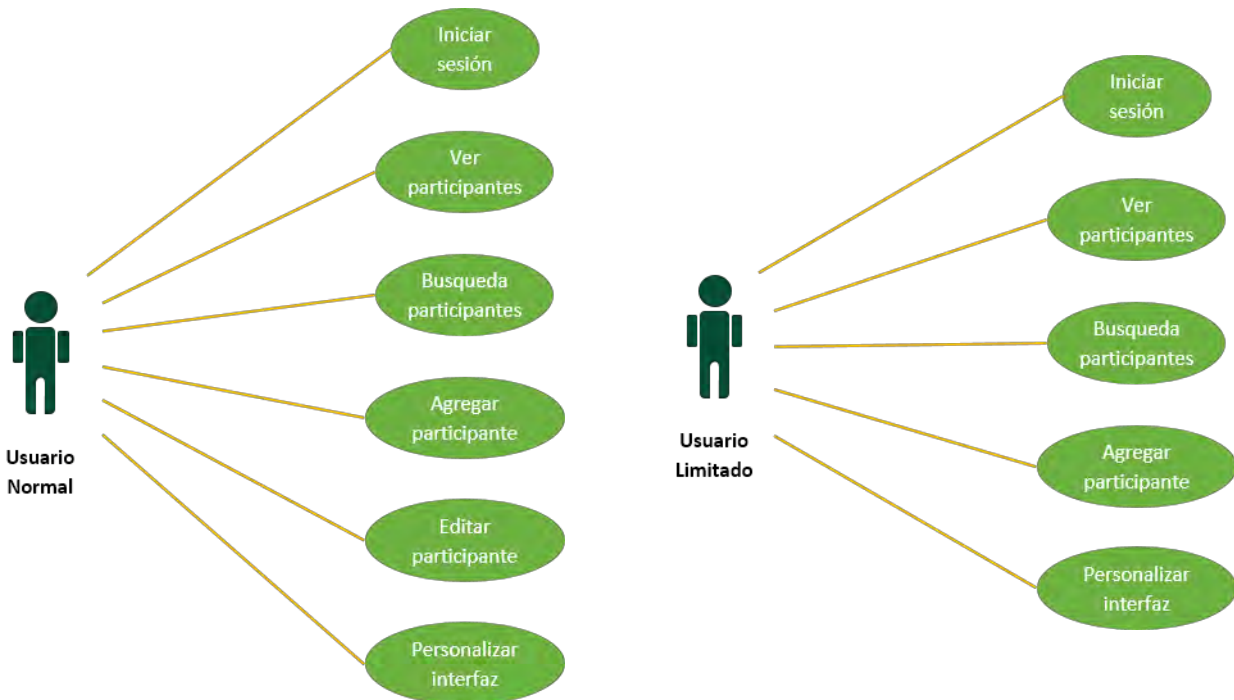 Iniciar
sesión
Ver
participantes
Busqueda
participantes
Agregar
participante
Editar
participante
Personalizar
interfaz
Usuario
Normal
Iniciar
sesión
Ver
participantes
Busqueda
participantes
Agregar
participante
Personalizar
interfaz
Usuario
Limitado